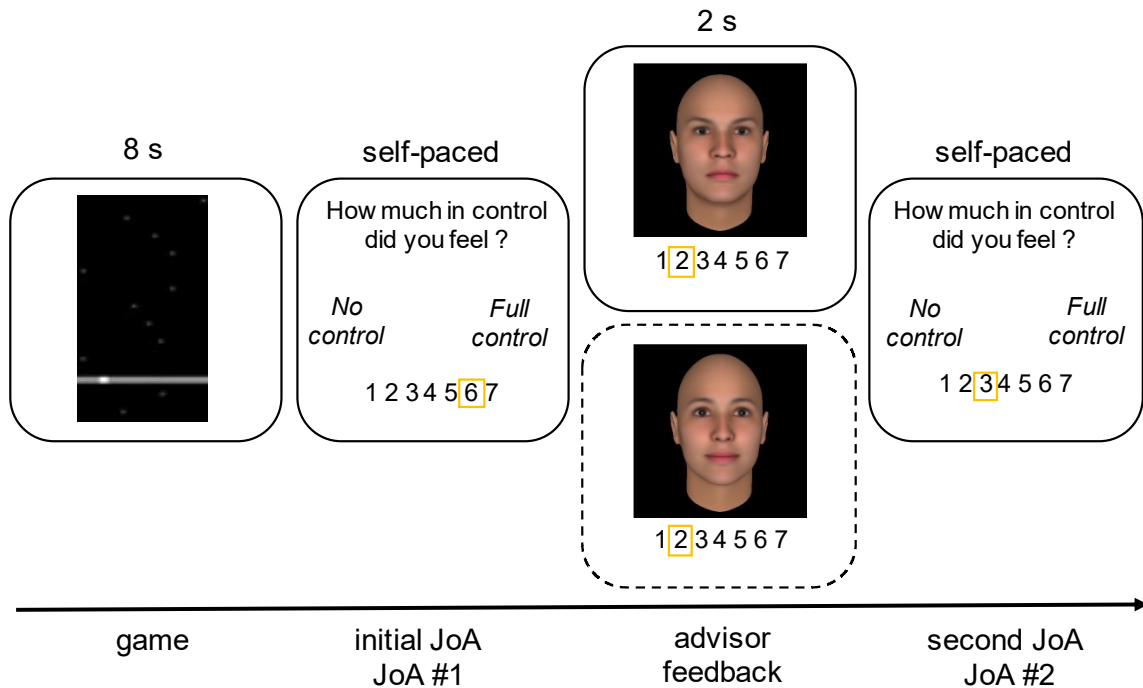 2 s
8 s
self-paced
self-paced
How much in control
did you feel ?
No
control
Full
control
1 2 3 4 5 6 7
1 2 3 4 5 6 7
1 2 3 4 5 6 7
How much in control
did you feel ?
No
control
Full
control
1 2 3 4 5 6 7
game
initial JoA
JoA #1
advisor
feedback
second JoA
JoA #2